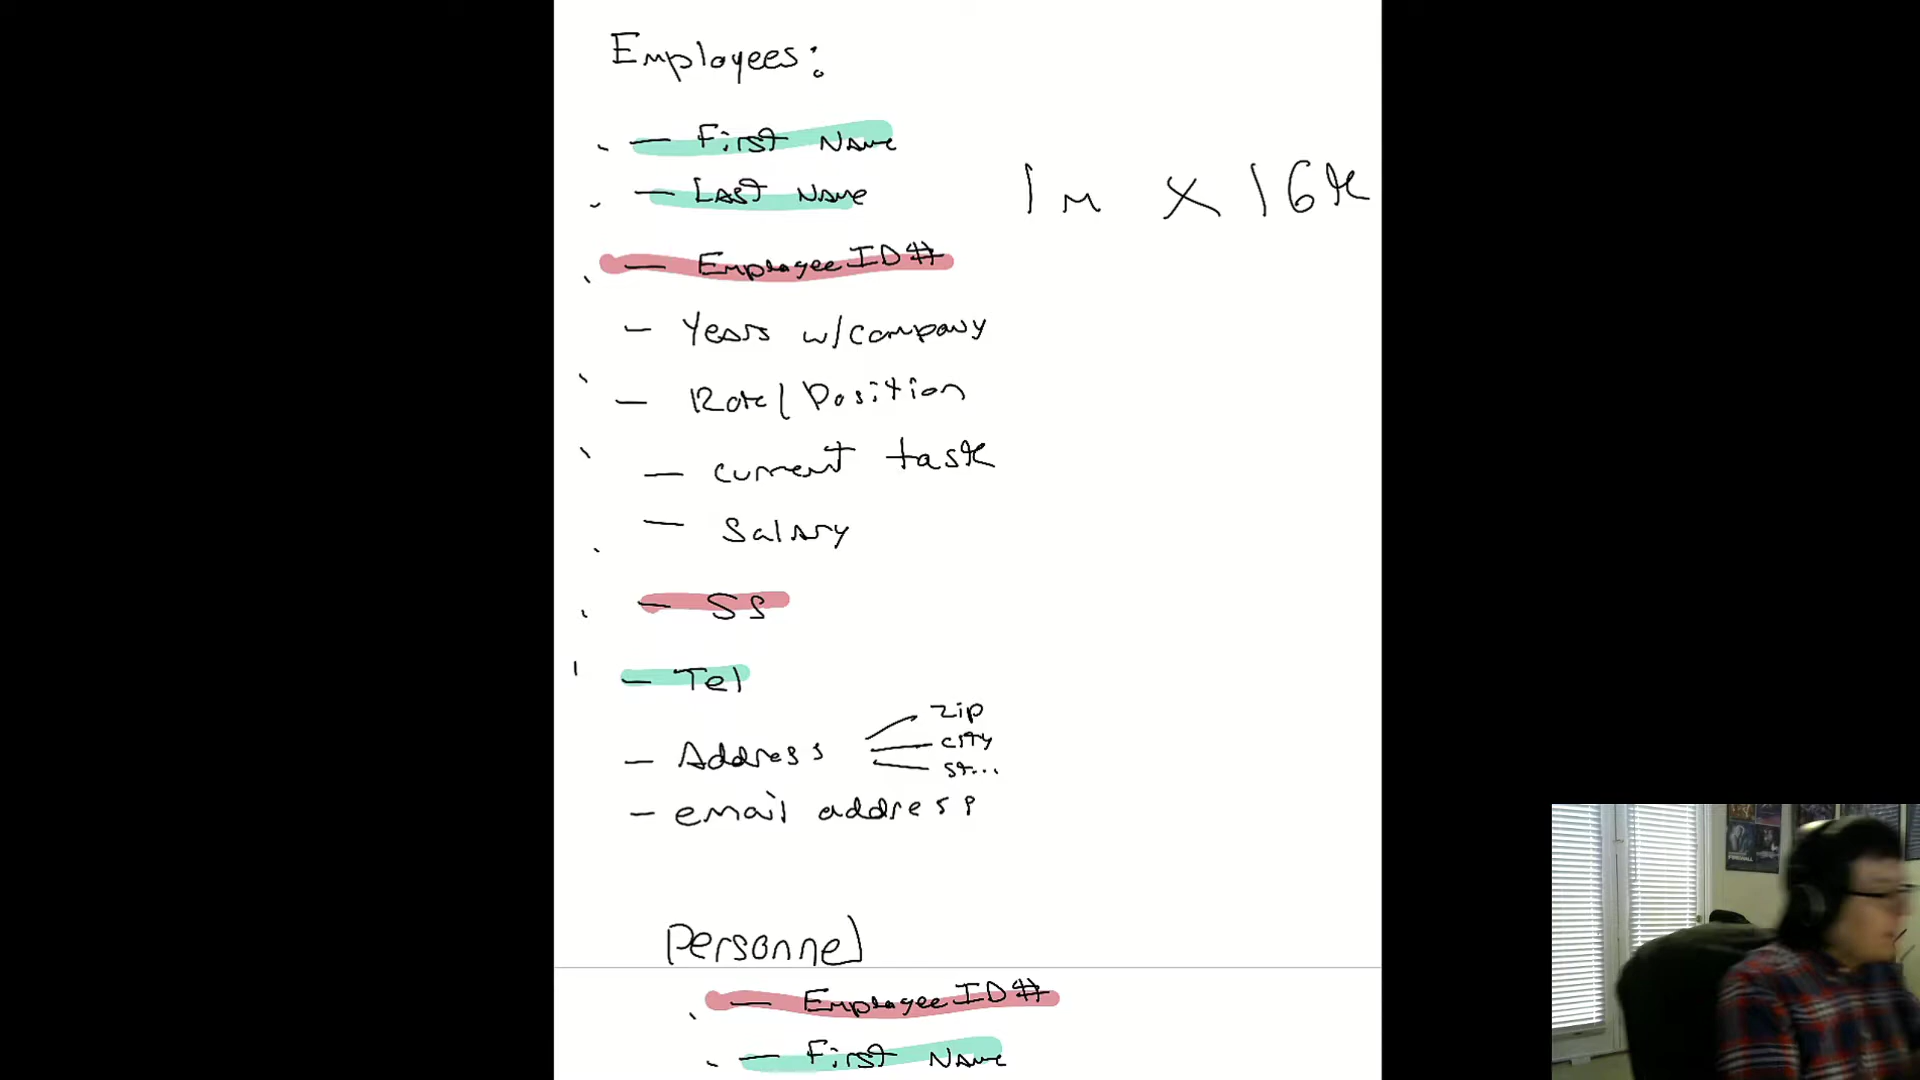 Employees:
- First Name
- Last Name
1m x 16k
- Employee ID#
- Years w/company
- Role/Position
- current task
- Salary
- SS
- Tel
Zip
- Address
city
st...
- email address
Personnel
- Employee ID#
- First Name